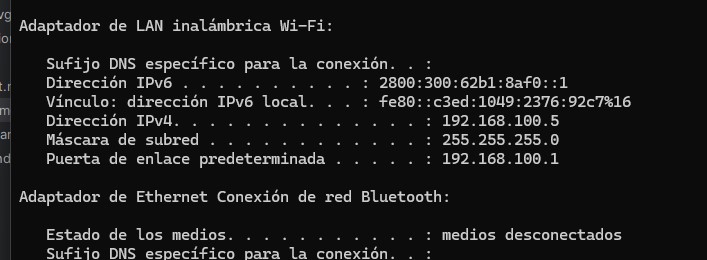 Adaptador de LAN inalámbrica Wi-Fi:
Sufijo DNS específico para la conexión. . :
Dirección IPv6 . . . . . . . . . . : 2800:300:62b1:8af0::1
Vínculo: dirección IPv6 local. . . : fe80::c3ed:1049:2376:92c7%16
Dirección IPv4. . . . . . . . . . . . . . : 192.168.100.5
Máscara de subred . . . . . . . . . . . . : 255.255.255.0
Puerta de enlace predeterminada . . . . . : 192.168.100.1
Adaptador de Ethernet Conexión de red Bluetooth:
Estado de los medios. . . . . . . . . . . : medios desconectados
Sufijo DNS específico para la conexión. . :